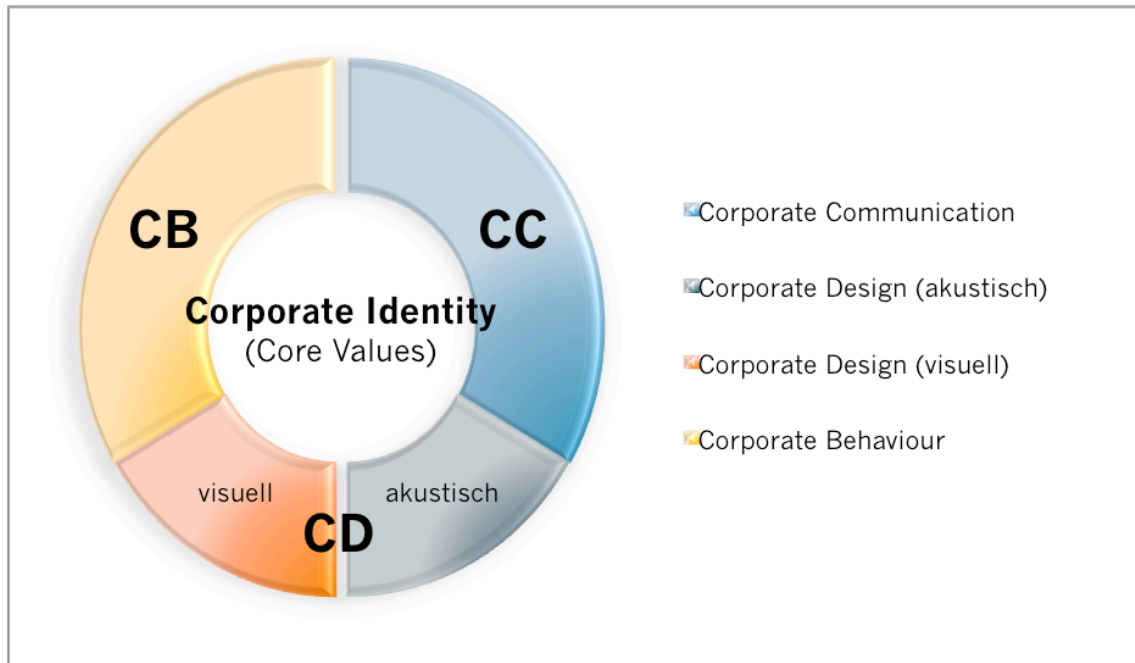 CB
CC
Corporate Identity
(Core Values)
visuell
akustisch
CD
Corporate Communication
Corporate Design (akustisch)
Corporate Design (visuell)
Corporate Behaviour